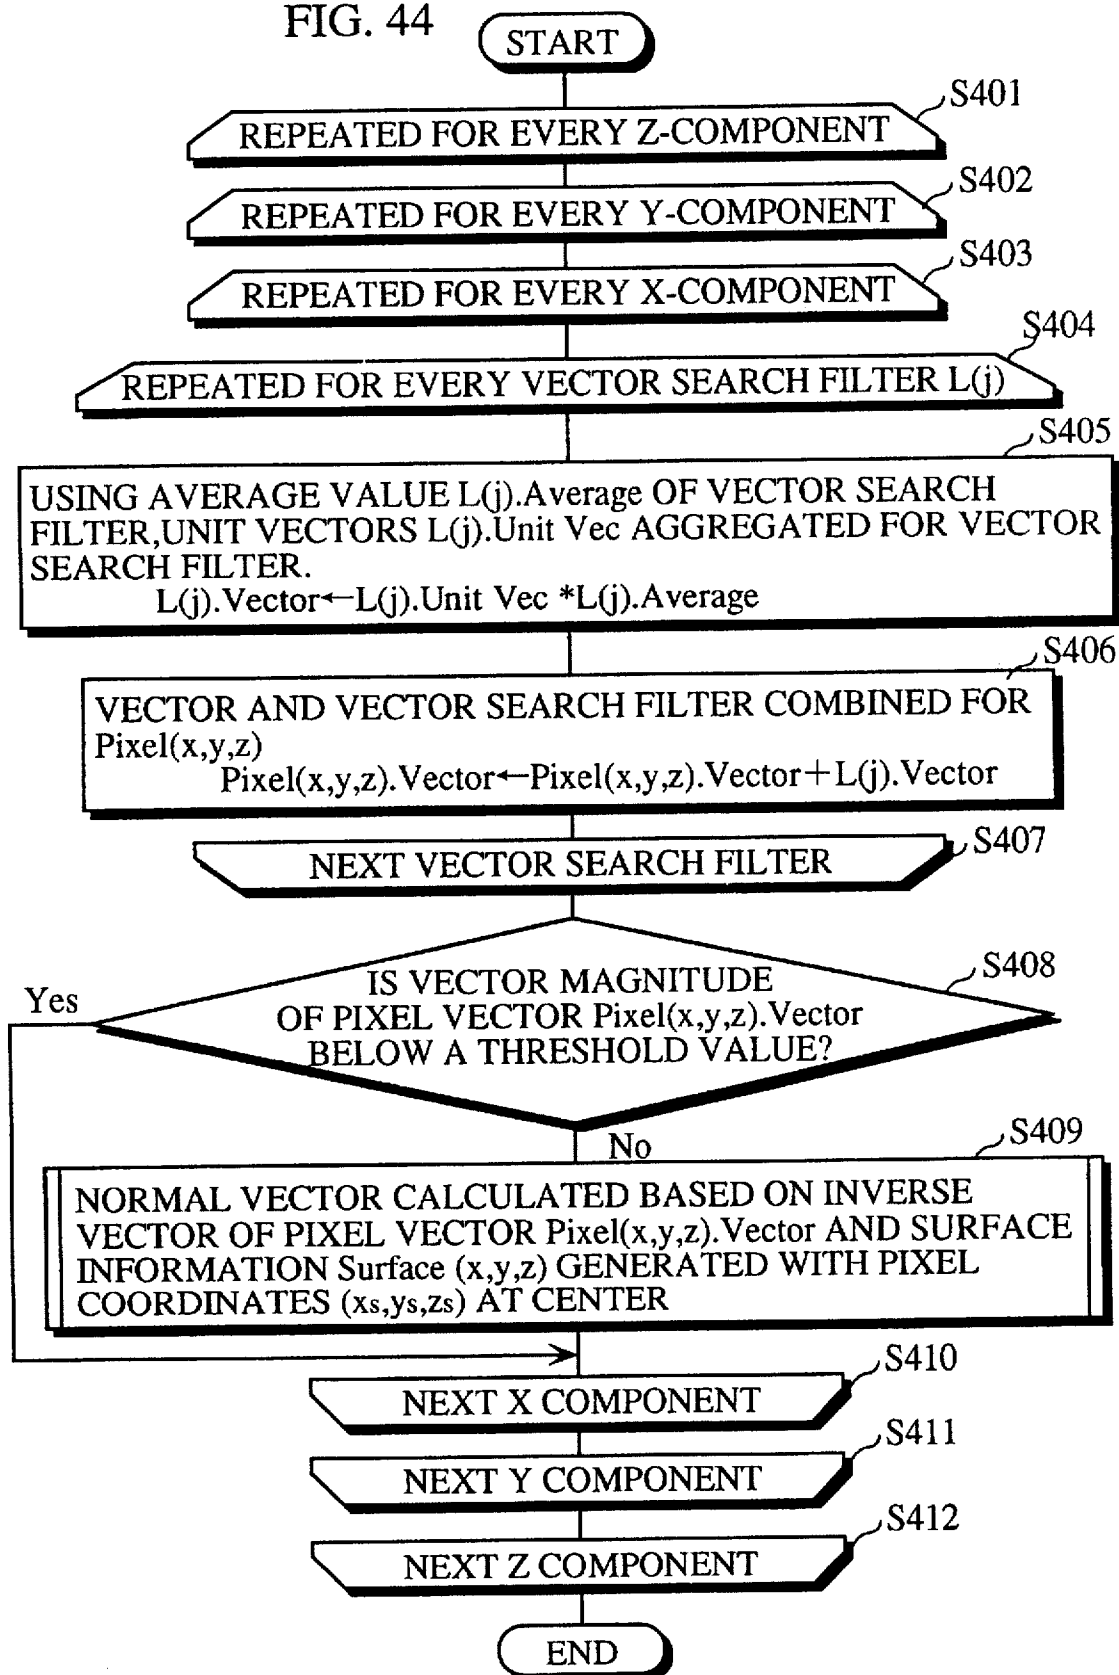 FIG. 44
START
S401
REPEATED FOR EVERY Z-COMPONENT
S402
REPEATED FOR EVERY Y-COMPONENT
S403
REPEATED FOR EVERY X-COMPONENT
S404
REPEATED FOR EVERY VECTOR SEARCH FILTER L(j)
S405
USING AVERAGE VALUE L(j).Average OF VECTOR SEARCH
FILTER,UNIT VECTORS L(j).Unit Vec AGGREGATED FOR VECTOR
SEARCH FILTER.
L(j).Vector←L(j).Unit Vec *L(j).Average
S406
VECTOR AND VECTOR SEARCH FILTER COMBINED FOR
Pixel(x,y,z)
Pixel(x,y,z).Vector←Pixel(x,y,z).Vector+L(j).Vector
S407
NEXT VECTOR SEARCH FILTER
S408
IS VECTOR MAGNITUDE
OF PIXEL VECTOR Pixel(x,y,z).Vector
BELOW A THRESHOLD VALUE?
Yes
No
S409
NORMAL VECTOR CALCULATED BASED ON INVERSE
VECTOR OF PIXEL VECTOR Pixel(x,y,z).Vector AND SURFACE
INFORMATION Surface (x,y,z) GENERATED WITH PIXEL
COORDINATES (xs,ys,zs) AT CENTER
S410
NEXT X COMPONENT
S411
NEXT Y COMPONENT
S412
NEXT Z COMPONENT
END